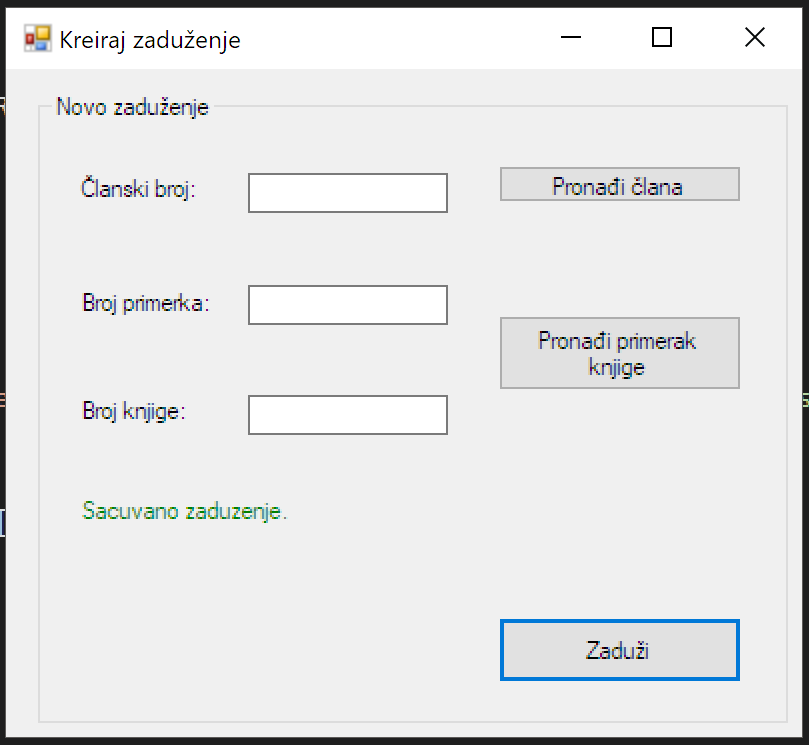 Kreiraj zaduženje
Novo zaduženje
Članski broj:
Pronađi člana
Broj primerka:
Pronađi primerak
knjige
Broj knjige:
Sacuvano zaduzenje.
Zaduži